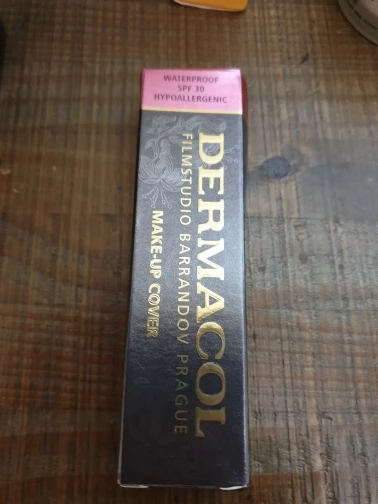 WATERPROOF
SPF 30
HYPOALLERGENIC
DERMACOL
FILMSTUDIO BARRANDOV PRAGUE
MAKE-UP COVER